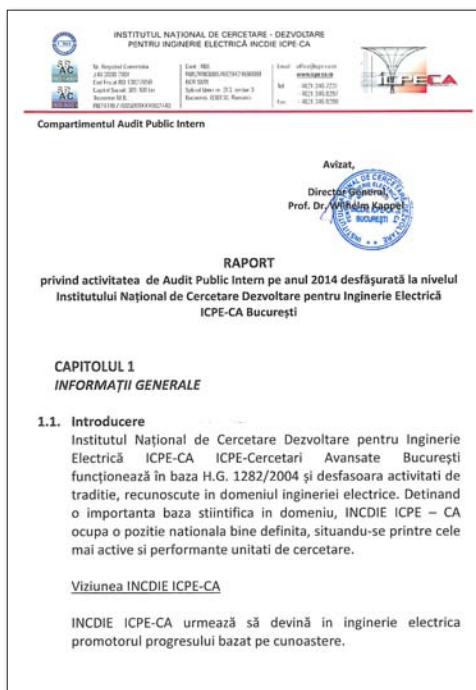 INSTITUTUL NAȚIONAL DE CERCETARE - DEZVOLTARE
PENTRU INGINERIE ELECTRICĂ INCDIE ICPE-CA
ICPECA
Compartimentul Audit Public Intern
Avizat,
Director General,
Prof. Dr. Wilhelm Kappel
BUCUREȘTI
RAPORT
privind activitatea de Audit Public Intern pe anul 2014 desfășurată la nivelul
Institutului Național de Cercetare Dezvoltare pentru Inginerie Electrică
ICPE-CA București
CAPITOLUL 1
INFORMAȚII GENERALE
1.1. Introducere
Institutul Național de Cercetare Dezvoltare pentru Inginerie
Electrică ICPE-CA ICPE-Cercetari Avansate București
funcționează în baza H.G. 1282/2004 și desfasoara activitati de
traditie, recunoscute in domeniul ingineriei electrice. Detinand
o importanta baza stiintifica in domeniu, INCDIE ICPE – CA
ocupa o pozitie nationala bine definita, situandu-se printre cele
mai active si performante unitati de cercetare.
Viziunea INCDIE ICPE-CA
INCDIE ICPE-CA urmează să devină in inginerie electrica
promotorul progresului bazat pe cunoastere.